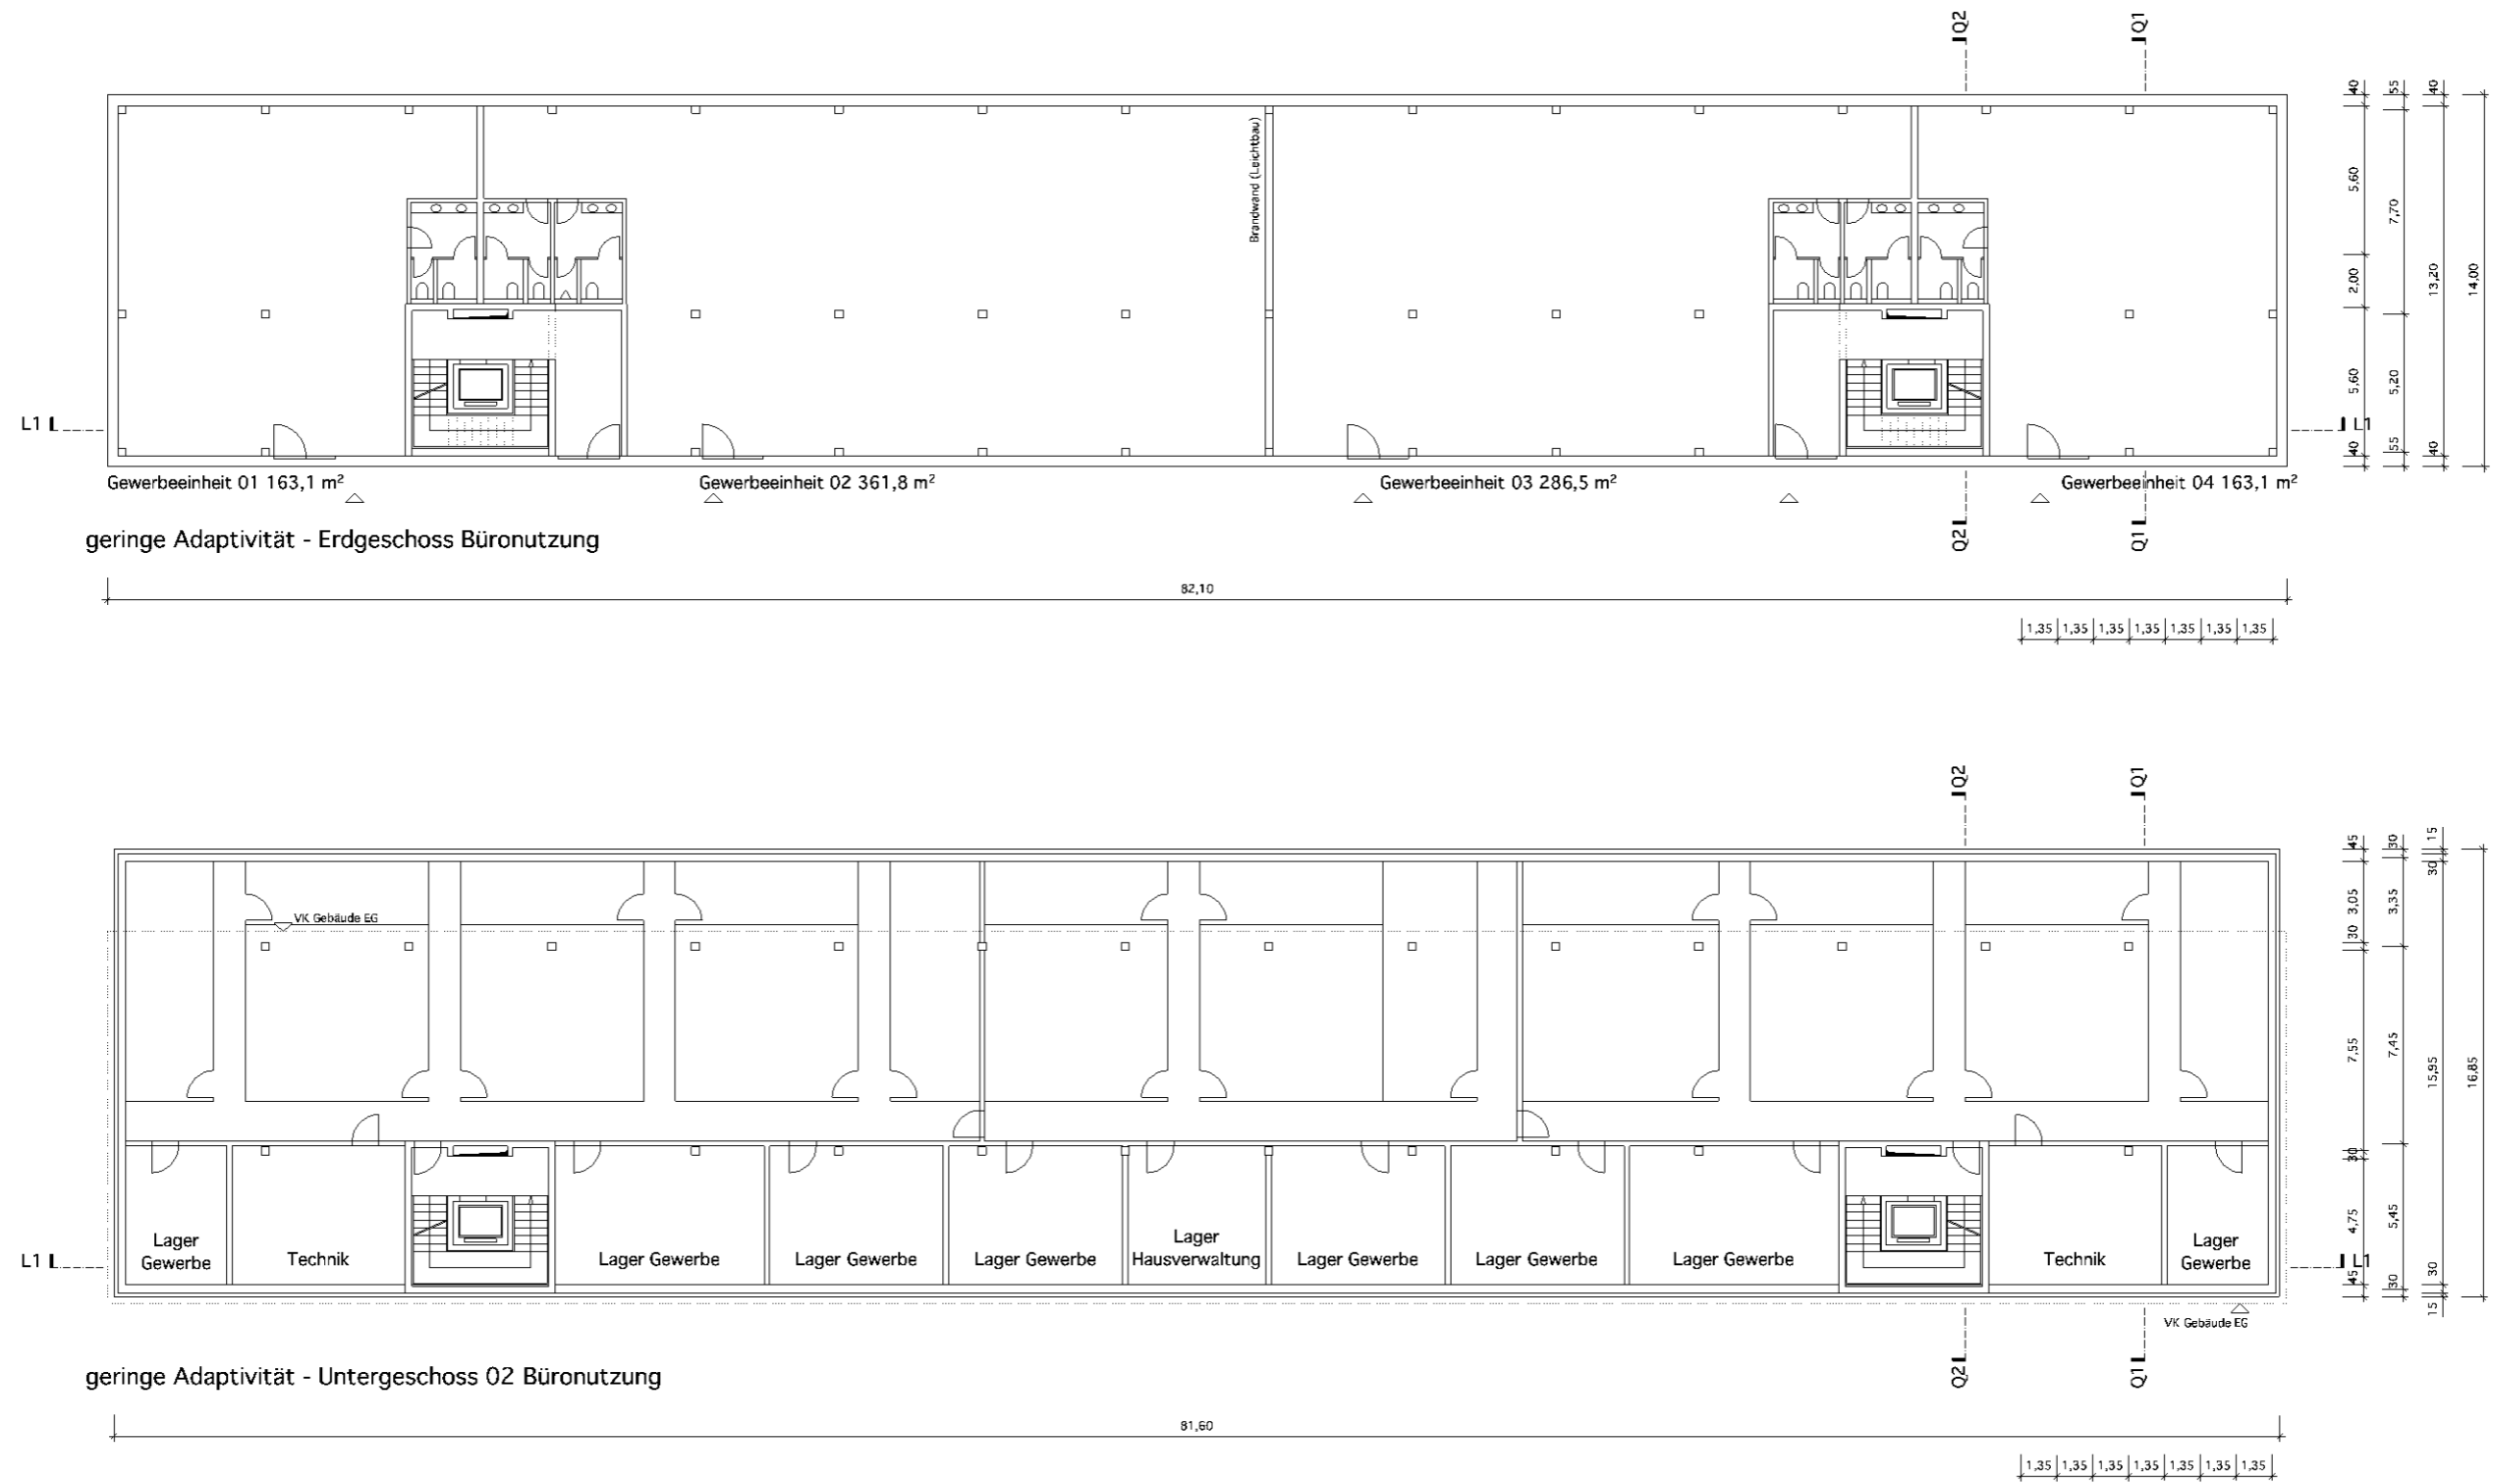 Q2 Q1
40 55 40
Brandwand (Leichtbau)
5,60 7,70 13,20 14,00
2,00
5,60 5,20
L1 L1
40 55 40
Gewerbeeinheit 01 163,1 m² Gewerbeeinheit 02 361,8 m² Gewerbeeinheit 03 286,5 m² Gewerbeeinheit 04 163,1 m²
geringe Adaptivität - Erdgeschoss Büronutzung
Q2 Q1
82,10
1,35 1,35 1,35 1,35 1,35 1,35 1,35
Q2 Q1
45 30 15
30
VK Gebäude EG
3,05 3,35
30
7,55 7,45 15,95 16,85
30
4,75 5,45
Lager Gewerbe
Technik
Lager Gewerbe
Lager Gewerbe
Lager Gewerbe
Lager
Hausverwaltung
Lager Gewerbe
Lager Gewerbe
Lager Gewerbe
Technik
Lager
Gewerbe
L1 L1
45 30 30
15
VK Gebäude EG
geringe Adaptivität - Untergeschoss 02 Büronutzung
Q2 Q1
81,60
1,35 1,35 1,35 1,35 1,35 1,35 1,35